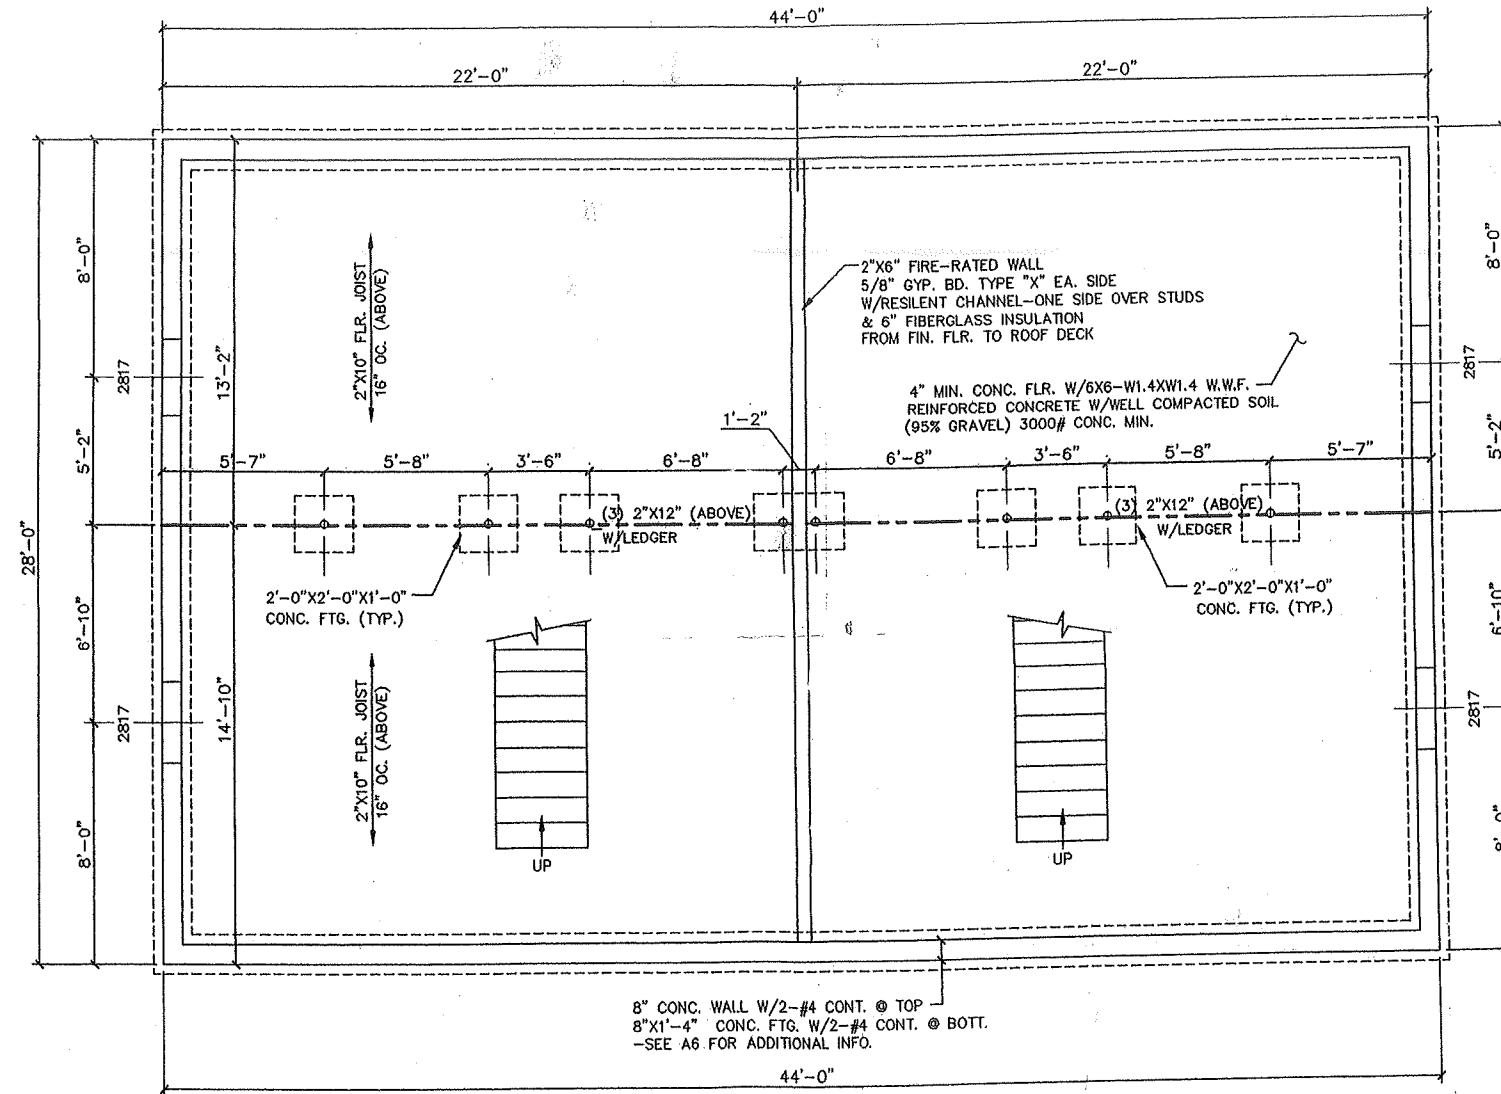 44'-0"
22'-0"
22'-0"
8'-0"
8'-0"
2"X10" FLR. JOIST
16" OC. (ABOVE)
2"X6" FIRE-RATED WALL
5/8" GYP. BD. TYPE "X" EA. SIDE
W/RESILENT CHANNEL-ONE SIDE OVER STUDS
& 6" FIBERGLASS INSULATION
FROM FIN. FLR. TO ROOF DECK
2817
13'-2"
2817
4" MIN. CONC. FLR. W/6X6-W1.4XW1.4 W.W.F.
REINFORCED CONCRETE W/WELL COMPACTED SOIL
(95% GRAVEL) 3000# CONC. MIN.
1'-2"
5'-2"
5'-2"
5'-7"
5'-8"
3'-6"
6'-8"
6'-8"
3'-6"
5'-8"
5'-7"
(3) 2"X12" (ABOVE)
W/LEDGER
(3) 2"X12" (ABOVE)
W/LEDGER
28'-0"
2'-0"X2'-0"X1'-0"
CONC. FTG. (TYP.)
2'-0"X2'-0"X1'-0"
CONC. FTG. (TYP.)
6'-10"
6'-10"
2817
14'-10"
2"X10" FLR. JOIST
16" OC. (ABOVE)
2817
8'-0"
8'-0"
UP
UP
8" CONC. WALL W/2-#4 CONT. @ TOP
8"X1'-4" CONC. FTG. W/2-#4 CONT. @ BOTT.
-SEE A6 FOR ADDITIONAL INFO.
44'-0"